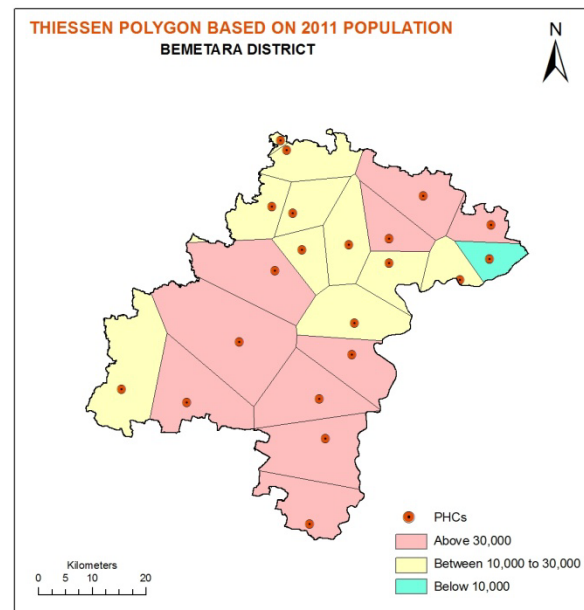 THIESSEN POLYGON BASED ON 2011 POPULATION
BEMETARA DISTRICT
N
PHCs
Above 30,000
Between 10,000 to 30,000
Below 10,000
Kilometers
0 5 10 20